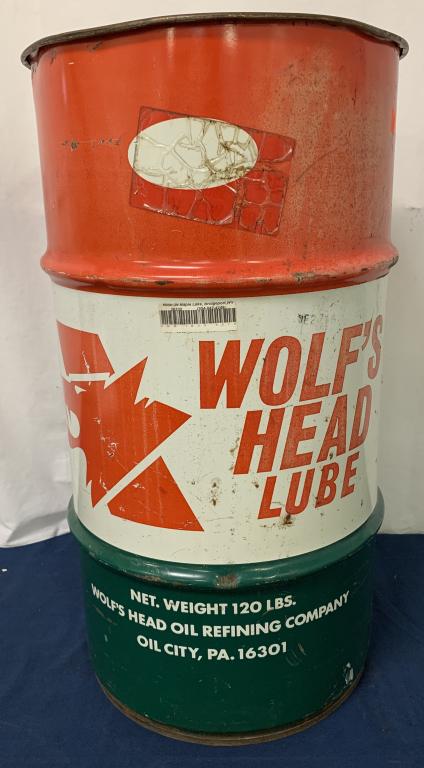 WOLF'S
HEAD
LUBE
NET. WEIGHT 120 LBS.
WOLF'S HEAD OIL REFINING COMPANY
OIL CITY, PA. 16301